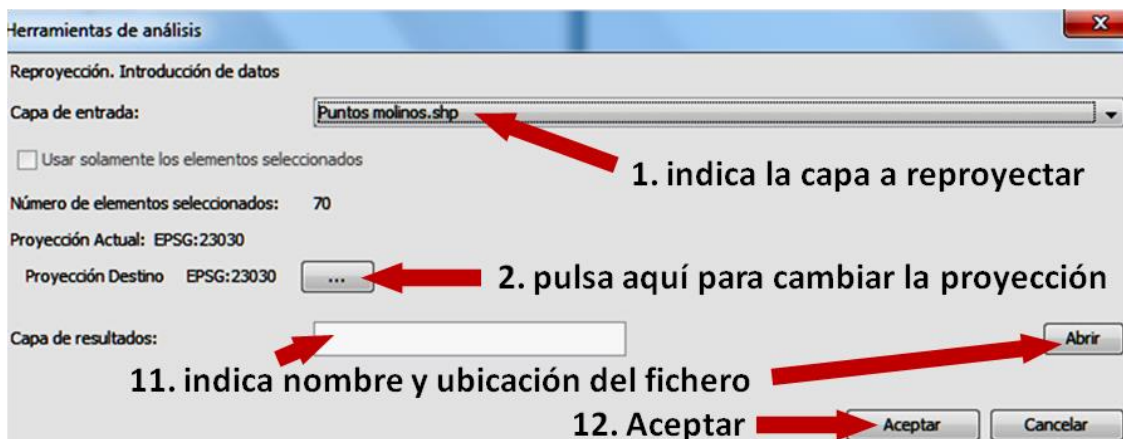 Herramientas de análisis
Reproyección. Introducción de datos
Capa de entrada: Puntos molinos.shp
Usar solamente los elementos seleccionados
1. indica la capa a reproyectar
Número de elementos seleccionados: 70
Proyección Actual: EPSG:23030
Proyección Destino EPSG:23030 ... 2. pulsa aquí para cambiar la proyección
Capa de resultados: Abrir
11. indica nombre y ubicación del fichero
12. Aceptar Aceptar Cancelar